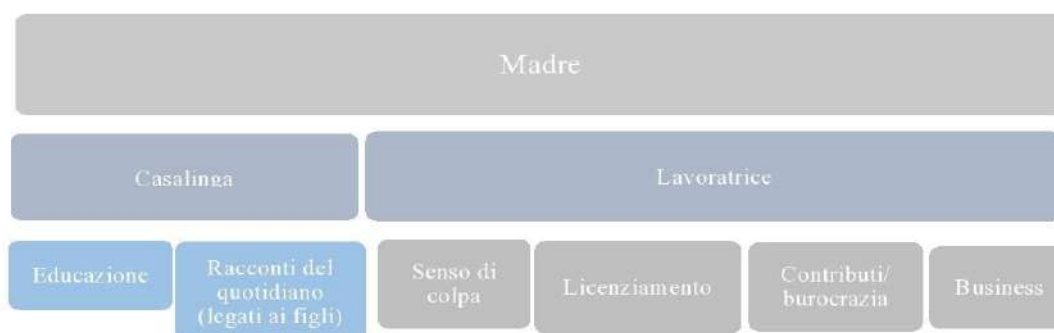 Madre
Casalinga
Lavoratrice
Educazione
Racconti del
quotidiano
(legati ai figli)
Senso di
colpa
Licenziamento
Contributi/
burocrazia
Business